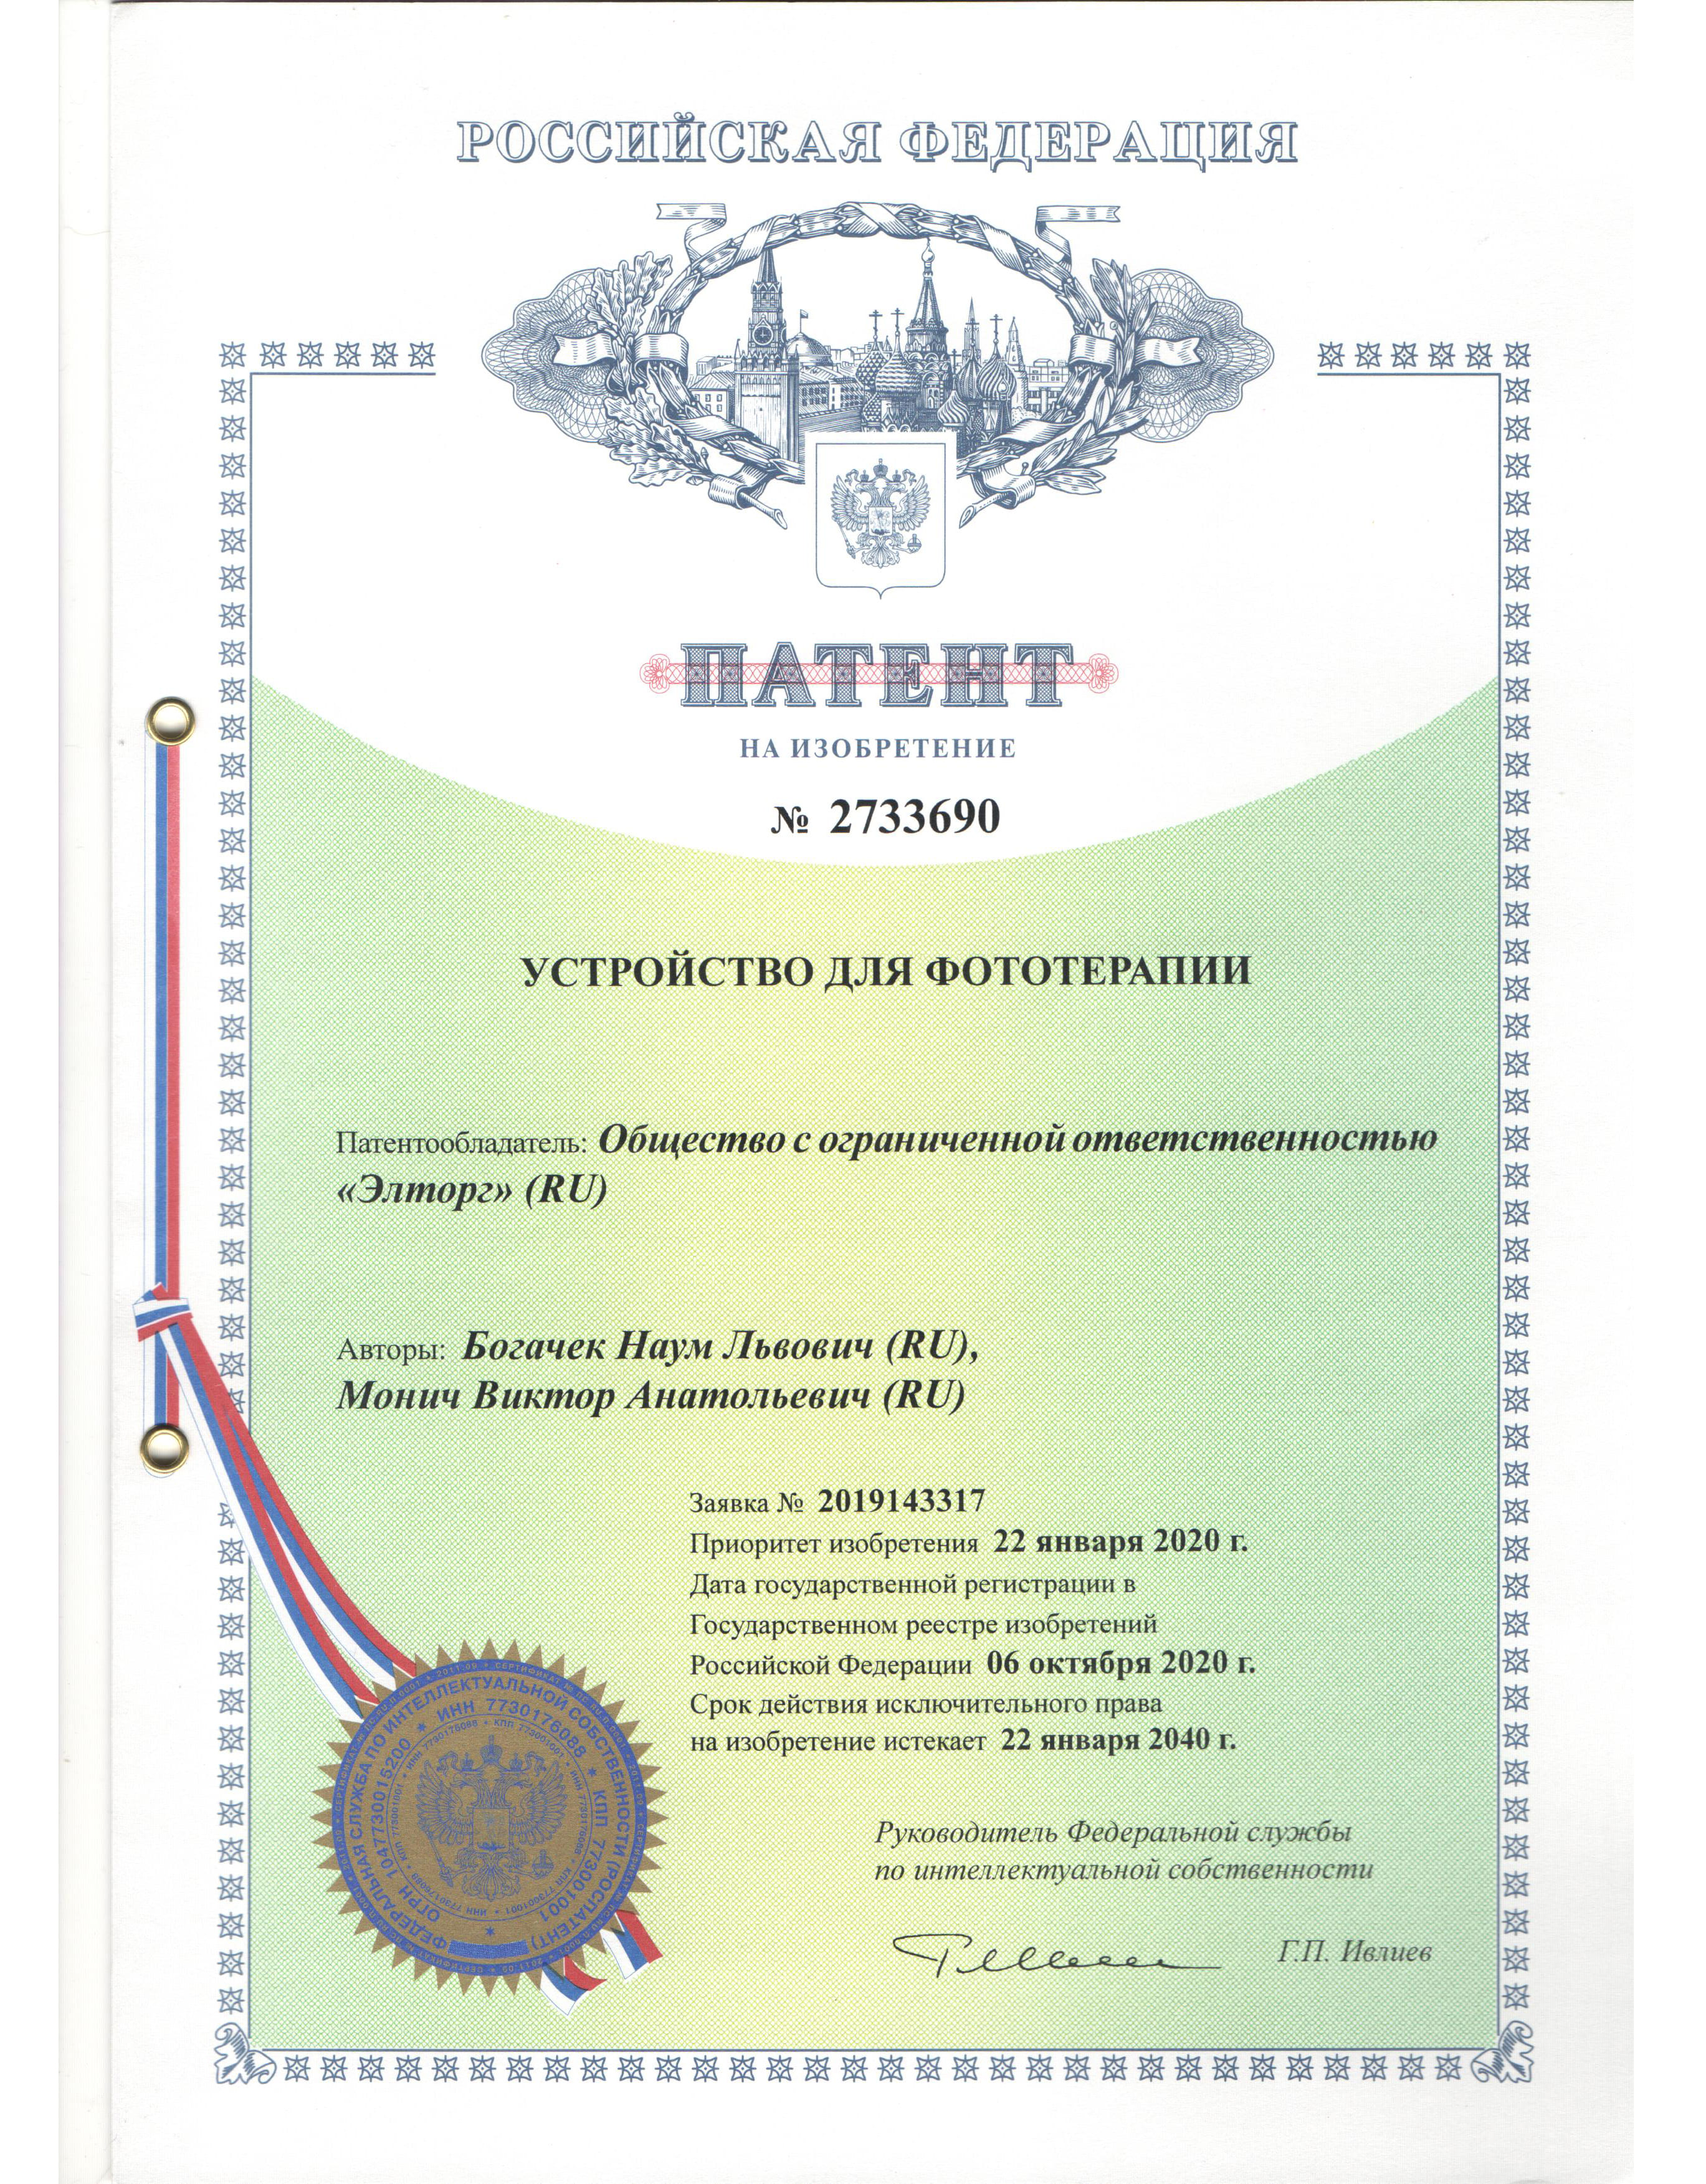 РОССИЙСКАЯ ФЕДЕРАЦИЯ
ПАТЕНТ
НА ИЗОБРЕТЕНИЕ
№ 2733690
УСТРОЙСТВО ДЛЯ ФОТОТЕРАПИИ
Патентообладатель: Общество с ограниченной ответственностью
«Элторг» (RU)
Авторы: Богачек Наум Львович (RU),
Монич Виктор Анатольевич (RU)
Заявка № 2019143317
Приоритет изобретения 22 января 2020 г.
Дата государственной регистрации в
Государственном реестре изобретений
Российской Федерации 06 октября 2020 г.
Срок действия исключительного права
на изобретение истекает 22 января 2040 г.
Руководитель Федеральной службы
по интеллектуальной собственности
Г.П. Ивлиев
ФЕДЕРАЛЬНАЯ СЛУЖБА ПО ИНТЕЛЛЕКТУАЛЬНОЙ СОБСТВЕННОСТИ (РОСПАТЕНТ)
ОГРН 1047730015200 * ИНН 7730176088 * КПП 773001001